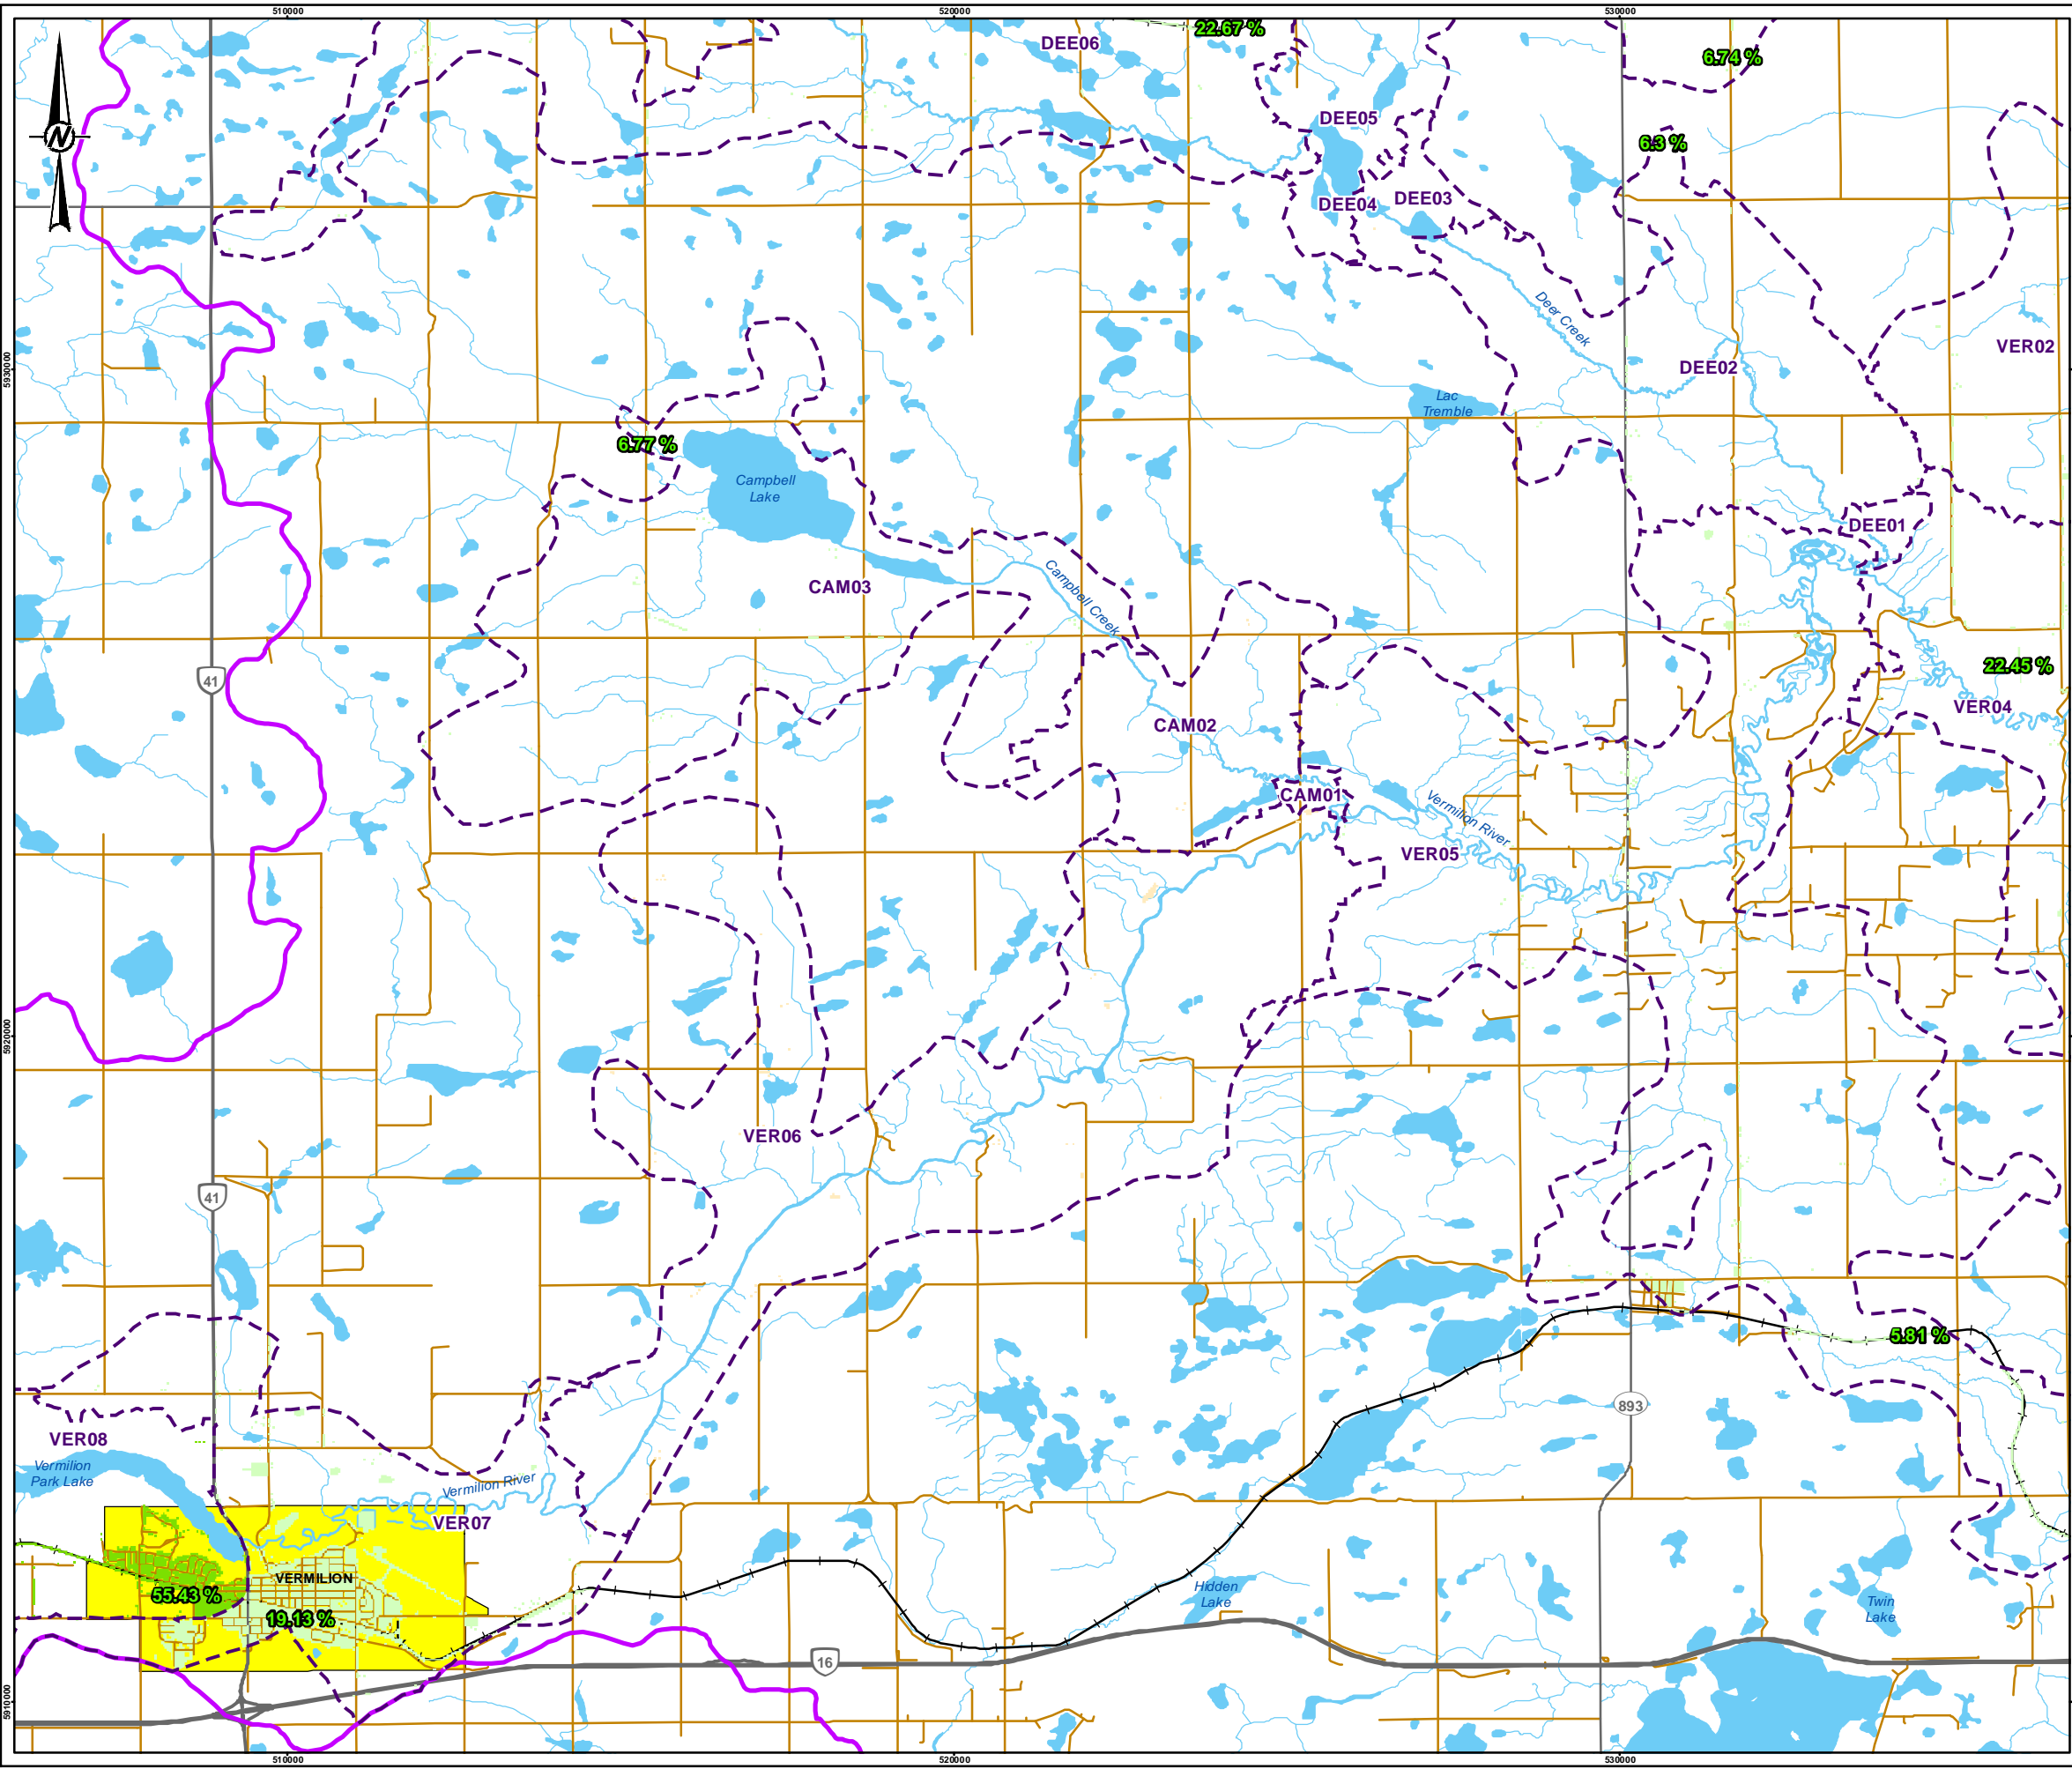 510000
520000
530000
22.67 %
DEE06
6.74 %
N
DEE05
6.3 %
DEE04
DEE03
Deer Creek
5930000
VER02
DEE02
Lac
Tremble
6.77 %
Campbell
Lake
DEE01
CAM03
Campbell Creek
22.45 %
41
VER04
CAM02
CAM01
Vermilion River
VER05
5920000
VER06
41
5.81 %
893
VER08
Vermilion
Park Lake
Vermilion River
VER07
VERMILION
55.43 %
19.13 %
Hidden
Lake
Twin
Lake
16
5910000
510000
520000
530000